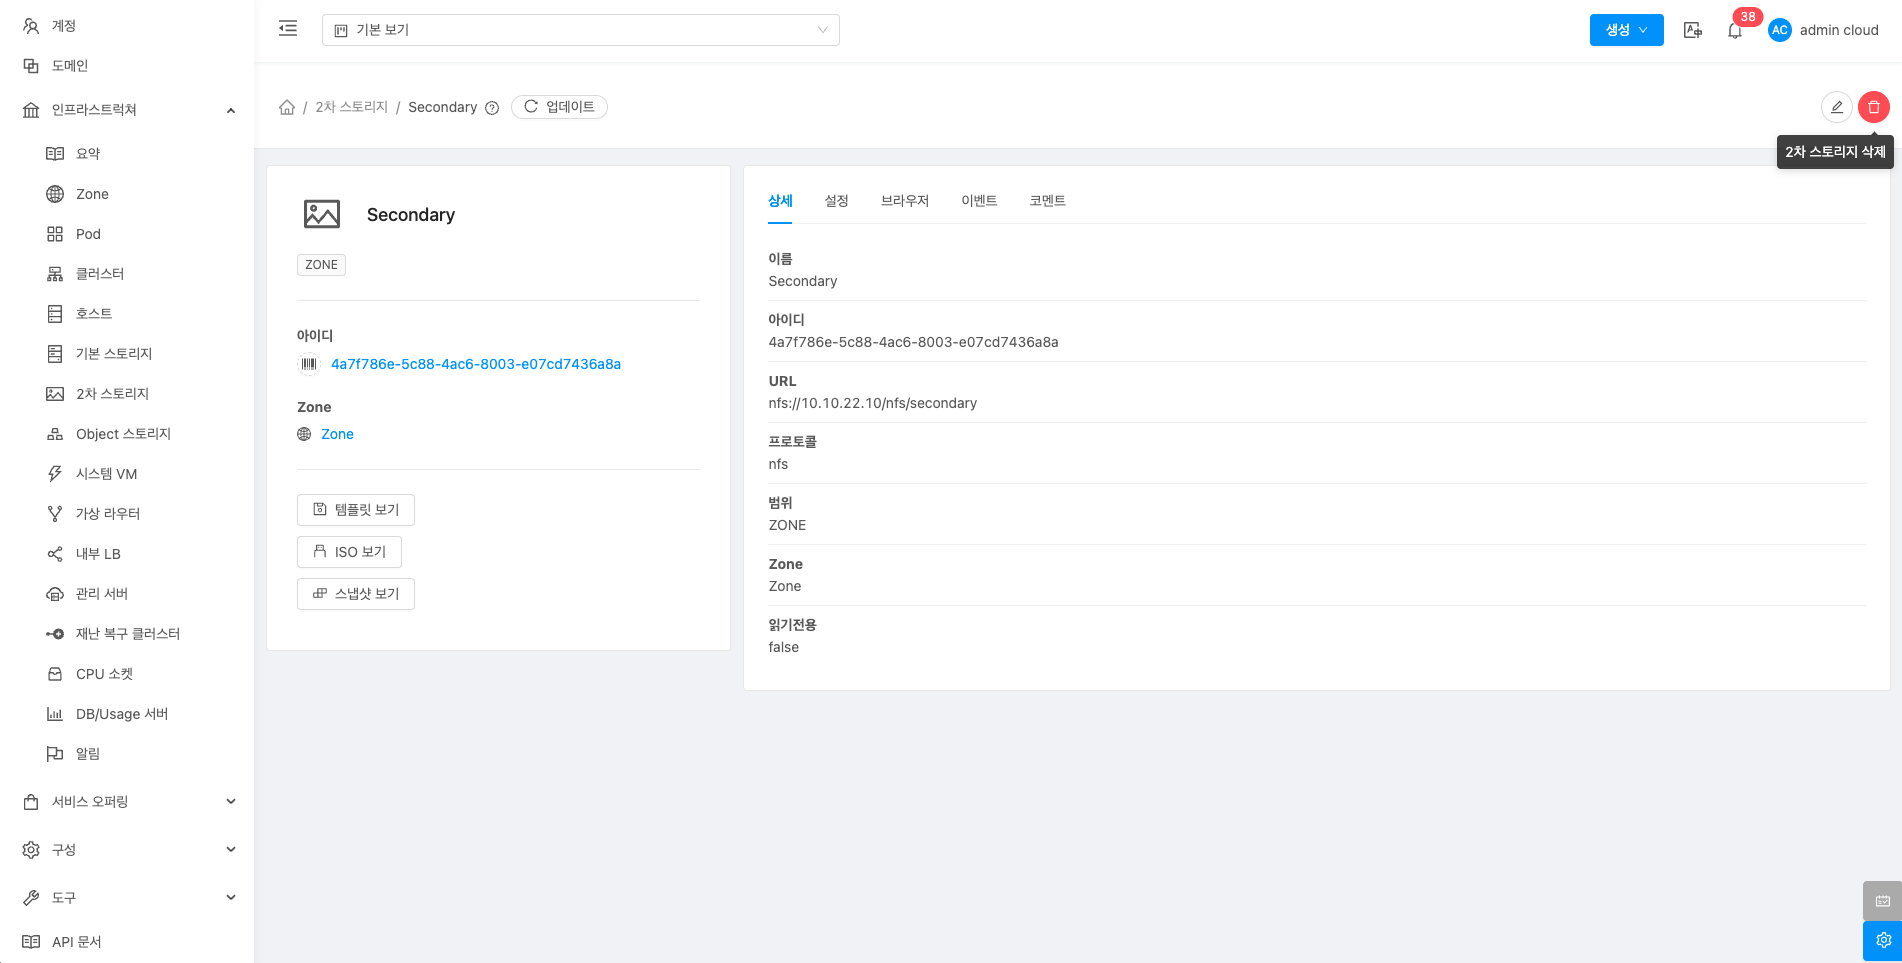 계정
도메인
인프라스트럭쳐
요약
Zone
Pod
클러스터
호스트
기본 스토리지
2차 스토리지
Object 스토리지
시스템 VM
가상 라우터
내부 LB
관리 서버
재난 복구 클러스터
CPU 소켓
DB/Usage 서버
알림
서비스 오퍼링
구성
도구
API 문서
기본 보기
생성
38
AC admin cloud
/ 2차 스토리지 / Secondary 업데이트
2차 스토리지 삭제
Secondary
ZONE
아이디
4a7f786e-5c88-4ac6-8003-e07cd7436a8a
Zone
Zone
템플릿 보기
ISO 보기
스냅샷 보기
상세 설정 브라우저 이벤트 코멘트
이름
Secondary
아이디
4a7f786e-5c88-4ac6-8003-e07cd7436a8a
URL
nfs://10.10.22.10/nfs/secondary
프로토콜
nfs
범위
ZONE
Zone
Zone
읽기전용
false